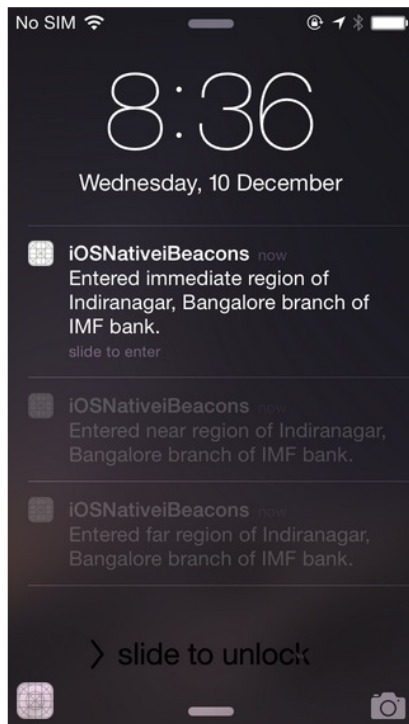 No SIM
8:36
Wednesday, 10 December
iOSNativeiBeacons now
Entered immediate region of
Indiranagar, Bangalore branch of
IMF bank.
slide to enter
iOSNativeiBeacons now
Entered near region of Indiranagar,
Bangalore branch of IMF bank.
iOSNativeiBeacons now
Entered far region of Indiranagar,
Bangalore branch of IMF bank.
slide to unlock